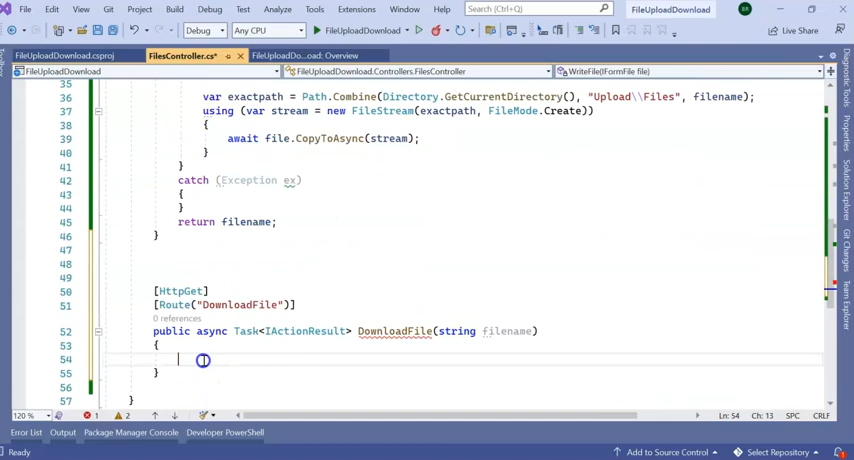 File Edit View Git Project Build Debug Test Analyze Tools Extensions Window Help Search (Ctrl+Q) FileUploadDownload BR
Debug Any CPU FileUploadDownload Live Share
FileUploadDownload.csproj FilesController.cs* FileUploadDo...oad: Overview
FileUploadDownload FileUploadDownload.Controllers.FilesController WriteFile(IFormFile file)
35
36 var exactpath = Path.Combine(Directory.GetCurrentDirectory(), "Upload\\Files", filename);
37 using (var stream = new FileStream(exactpath, FileMode.Create))
38 {
39 await file.CopyToAsync(stream);
40 }
41 }
42 catch (Exception ex)
43 {
44 }
45 return filename;
46 }
47
48
49
50 [HttpGet]
51 [Route("DownloadFile")]
0 references
52 public async Task<IActionResult> DownloadFile(string filename)
53 {
54
55 }
56
57 }
120 % 1 2 Ln: 54 Ch: 13 SPC CRLF
Error List Output Package Manager Console Developer PowerShell
Ready Add to Source Control Select Repository 1
Toolbox
Diagnostic Tools
Properties
Solution Explorer
Git Changes
Team Explorer